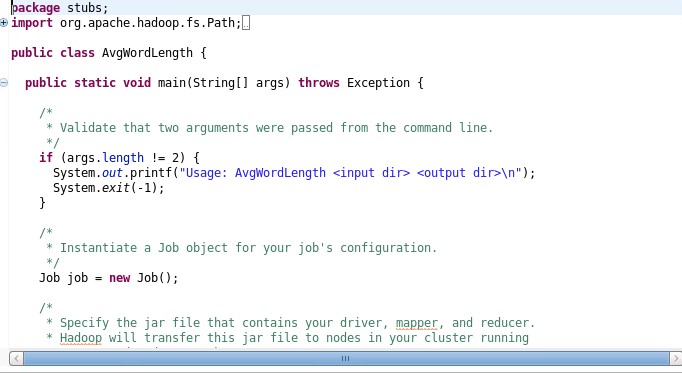 package stubs;
import org.apache.hadoop.fs.Path;
public class AvgWordLength {
public static void main(String[] args) throws Exception {
/*
* Validate that two arguments were passed from the command line.
*/
if (args.length != 2) {
System.out.printf("Usage: AvgWordLength <input dir> <output dir>\n");
System.exit(-1);
}
/*
* Instantiate a Job object for your job's configuration.
*/
Job job = new Job();
/*
* Specify the jar file that contains your driver, mapper, and reducer.
* Hadoop will transfer this jar file to nodes in your cluster running